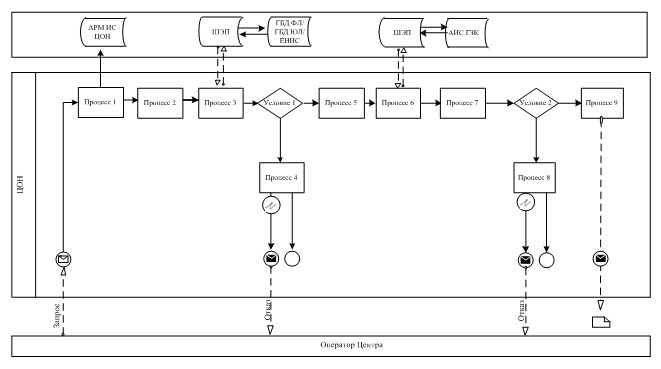 АРМ ИС
ЦОН
ШЭП
ГБД ФЛ/
ГБД ЮЛ/
ЕНИС
ШЭП
АИС ГЗК
ЦОН
Процесс 1
Процесс 2
Процесс 3
Условие 1
Процесс 5
Процесс 6
Процесс 7
Условие 2
Процесс 9
Процесс 4
Процесс 8
Запрос
Отказ
Отказ
Оператор Центра